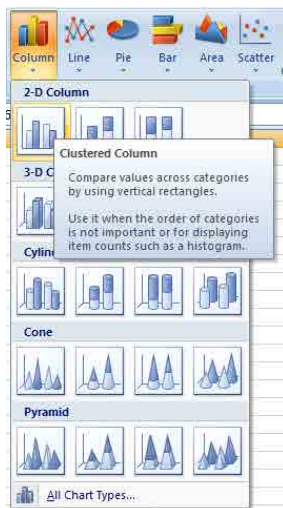 Column Line Pie Bar Area Scatter
2-D Column
Clustered Column
Compare values across categories
by using vertical rectangles.
Use it when the order of categories
is not important or for displaying
item counts such as a histogram.
3-D C
Cylin
Cone
Pyramid
All Chart Types...